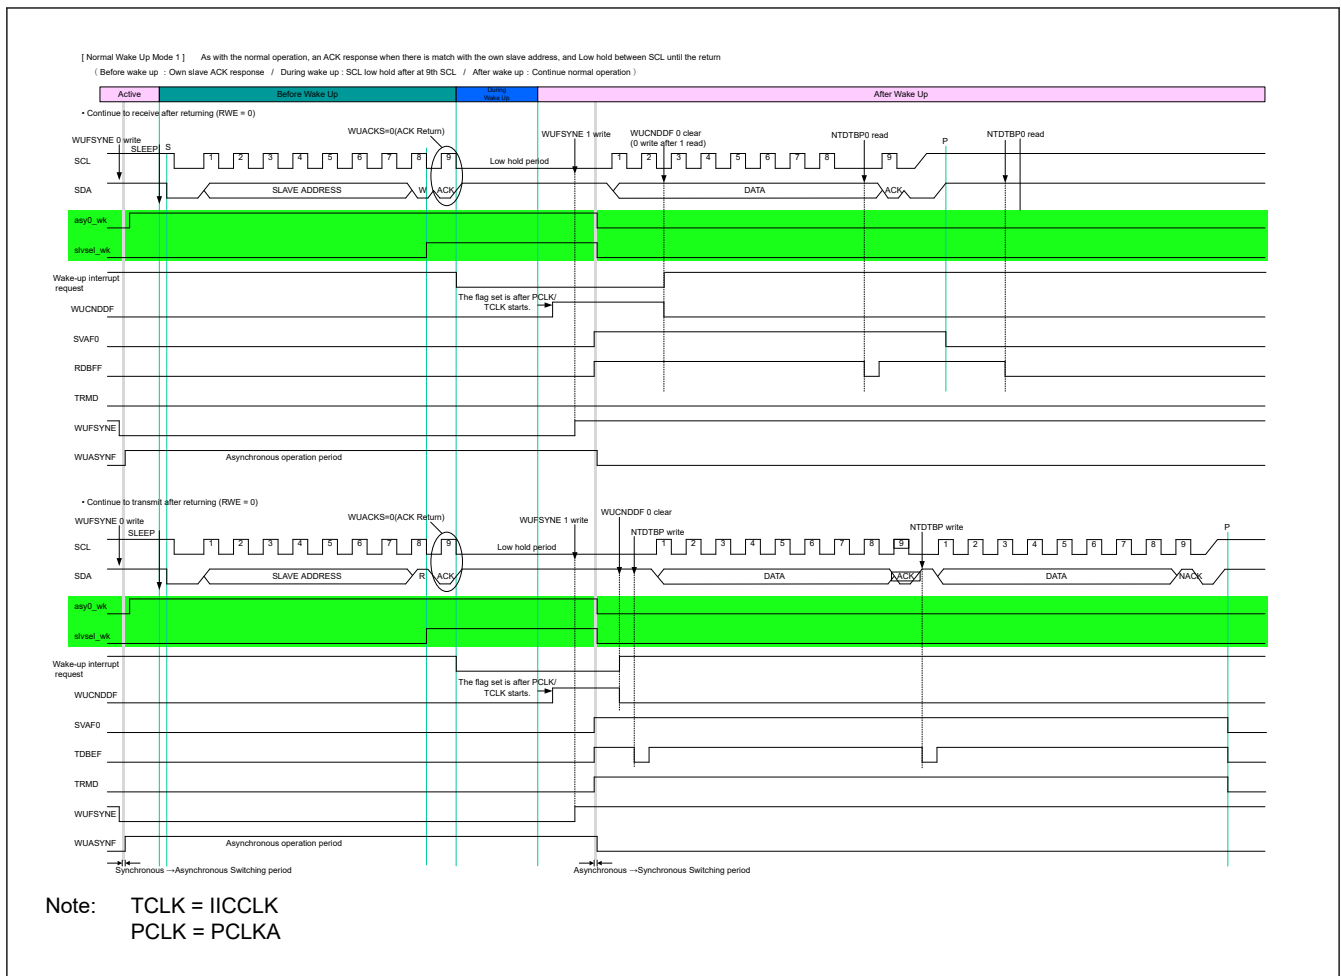 [ Normal Wake Up Mode 1 ] As with the normal operation, an ACK response when there is match with the own slave address, and Low hold between SCL until the return
( Before wake up : Own slave ACK response / During wake up : SCL low hold after at 9th SCL / After wake up : Continue normal operation )
Active Before Wake Up During Wake Up After Wake Up
• Continue to receive after returning (RWE = 0)
WUFSYNE 0 write SLEEP S WUACKS=0(ACK Return) WUFSYNE 1 write WUCNDDF 0 clear NTDTBP0 read P NTDTBP0 read
(0 write after 1 read)
SCL 1 2 3 4 5 6 7 8 9 Low hold period 1 2 3 4 5 6 7 8 9
SDA SLAVE ADDRESS W ACK DATA ACK
asy0_wk
slvsel_wk
Wake-up interrupt
request
The flag set is after PCLK/
TCLK starts.
WUCNDDF
SVAF0
RDBFF
TRMD
WUFSYNE
WUASYNF Asynchronous operation period
• Continue to transmit after returning (RWE = 0)
WUFSYNE 0 write SLEEP WUACKS=0(ACK Return) WUFSYNE 1 write WUCNDDF 0 clear NTDTBP write NTDTBP write P
SCL 1 2 3 4 5 6 7 8 9 Low hold period 1 2 3 4 5 6 7 8 9 1 2 3 4 5 6 7 8 9
SDA SLAVE ADDRESS R ACK DATA ACK DATA NACK
asy0_wk
slvsel_wk
Wake-up interrupt
request
The flag set is after PCLK/
TCLK starts.
WUCNDDF
SVAF0
TDBEF
TRMD
WUFSYNE
WUASYNF Asynchronous operation period
Synchronous →Asynchronous Switching period Asynchronous →Synchronous Switching period
Note: TCLK = IICCLK
PCLK = PCLKA